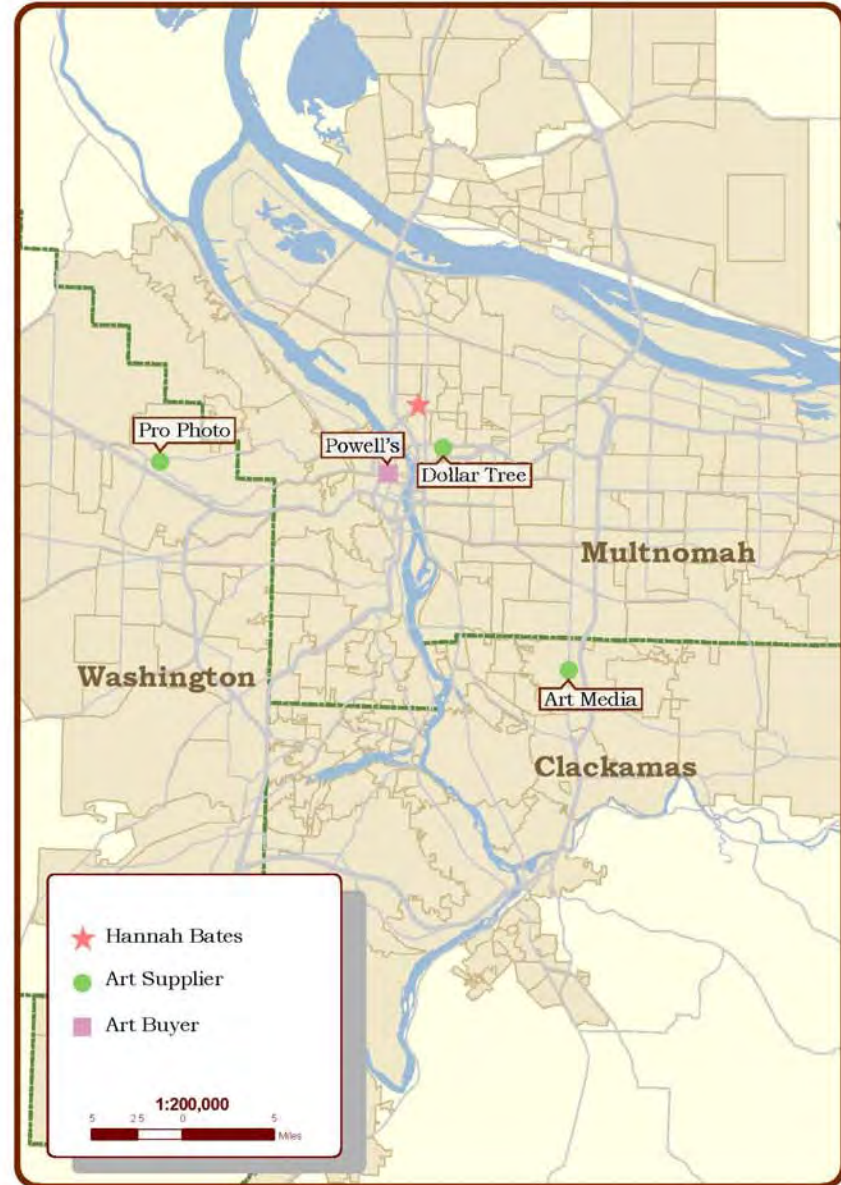 Pro Photo
Powell's
Dollar Tree
Multnomah
Washington
Art Media
Clackamas
Hannah Bates
Art Supplier
Art Buyer
1:200,000
5 2.5 0 5
Miles